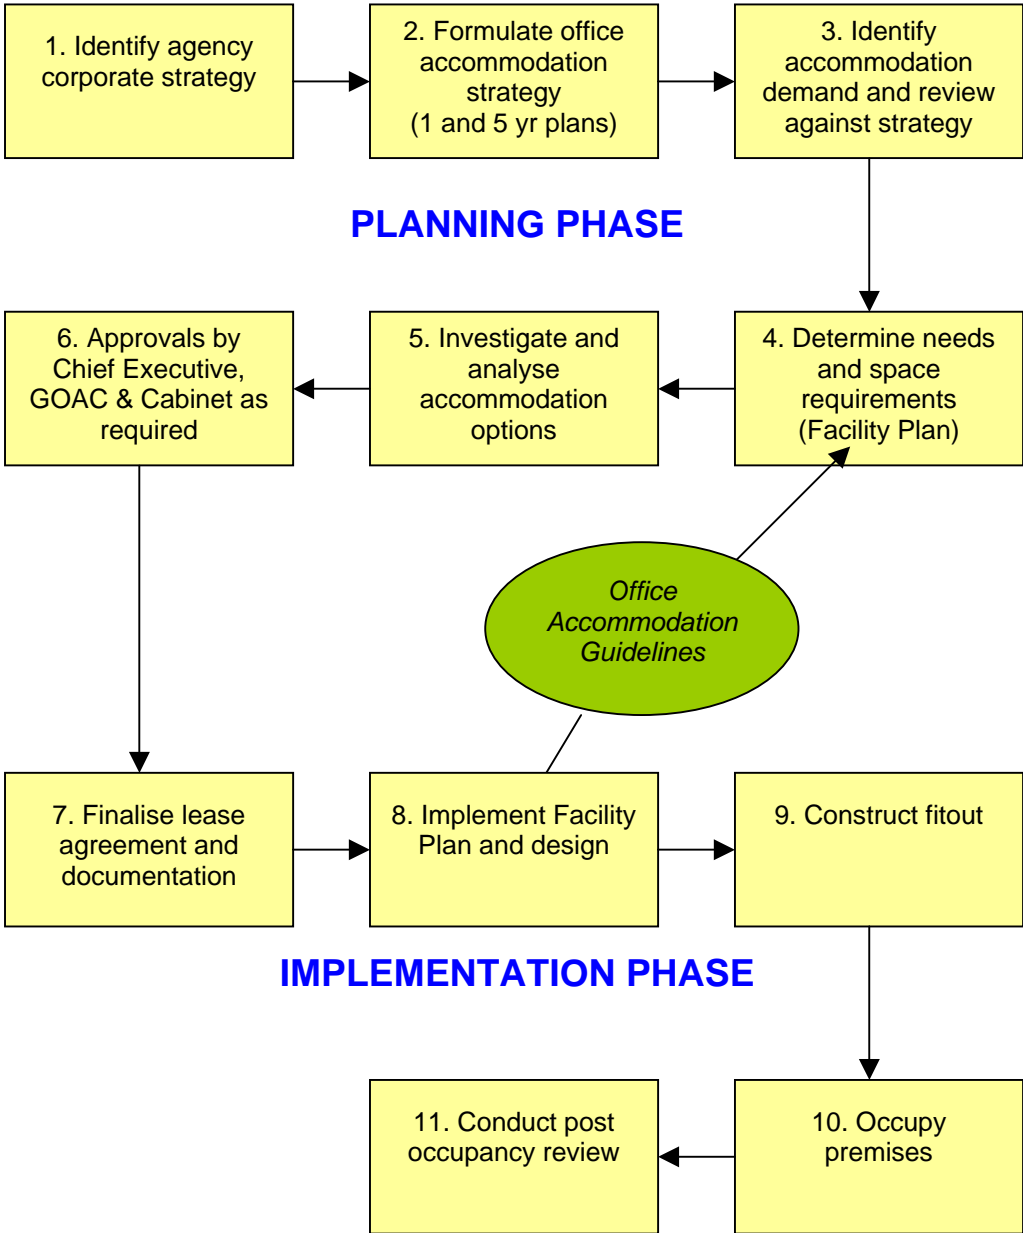 1. Identify agency
corporate strategy
2. Formulate office
accommodation
strategy
(1 and 5 yr plans)
3. Identify
accommodation
demand and review
against strategy
PLANNING PHASE
4. Determine needs
and space
requirements
(Facility Plan)
5. Investigate and
analyse
accommodation
options
6. Approvals by
Chief Executive,
GOAC & Cabinet as
required
Office
Accommodation
Guidelines
7. Finalise lease
agreement and
documentation
8. Implement Facility
Plan and design
9. Construct fitout
IMPLEMENTATION PHASE
10. Occupy
premises
11. Conduct post
occupancy review